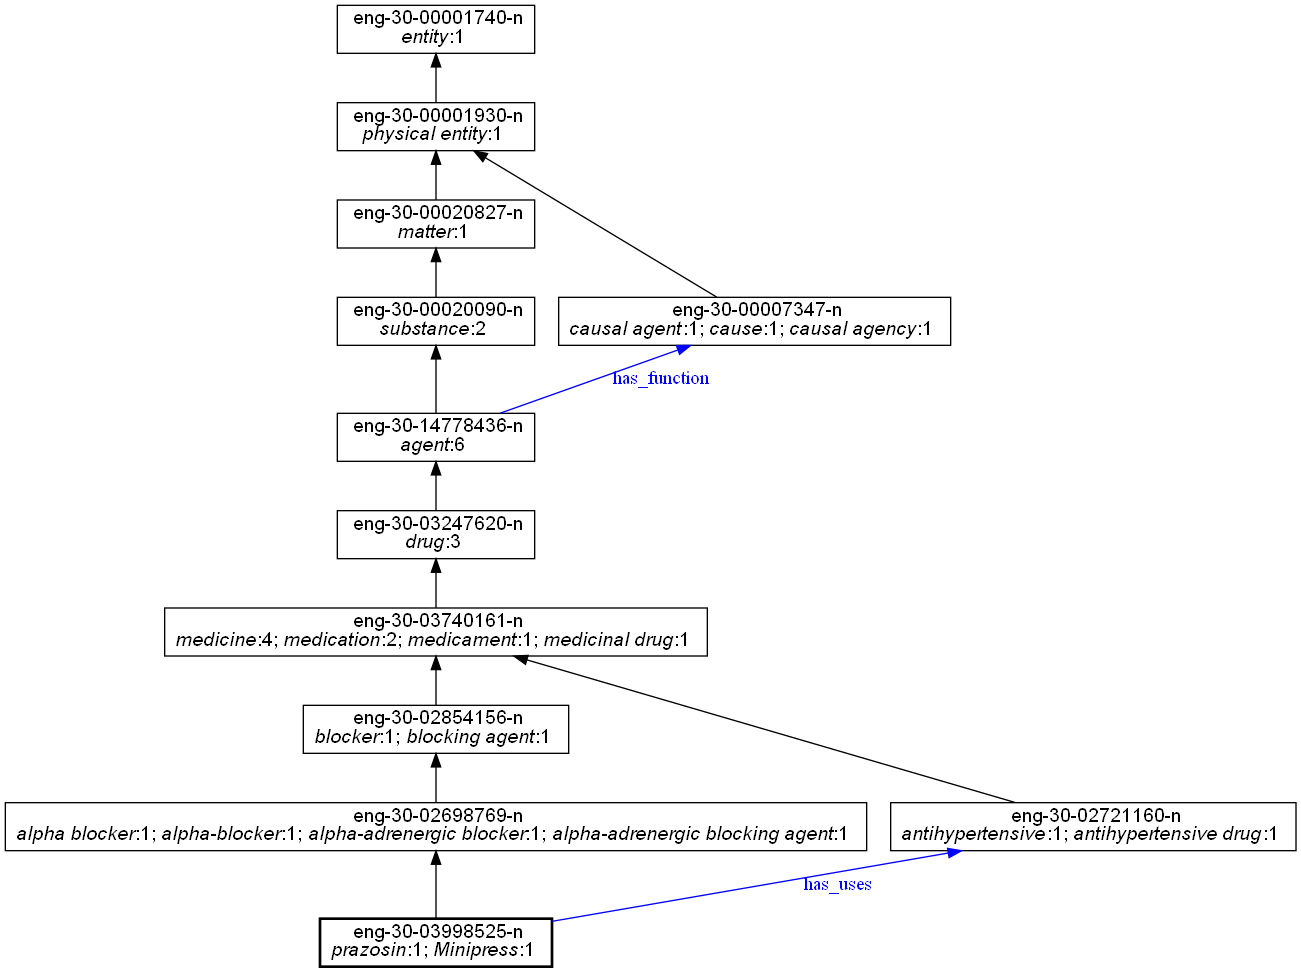 eng-30-00001740-n
entity:1
eng-30-00001930-n
physical entity:1
eng-30-00020827-n
matter:1
eng-30-00020090-n
substance:2
eng-30-00007347-n
causal agent:1; cause:1; causal agency:1
has_function
eng-30-14778436-n
agent:6
eng-30-03247620-n
drug:3
eng-30-03740161-n
medicine:4; medication:2; medicament:1; medicinal drug:1
eng-30-02854156-n
blocker:1; blocking agent:1
eng-30-02698769-n
alpha blocker:1; alpha-blocker:1; alpha-adrenergic blocker:1; alpha-adrenergic blocking agent:1
eng-30-02721160-n
antihypertensive:1; antihypertensive drug:1
has_uses
eng-30-03998525-n
prazosin:1; Minipress:1